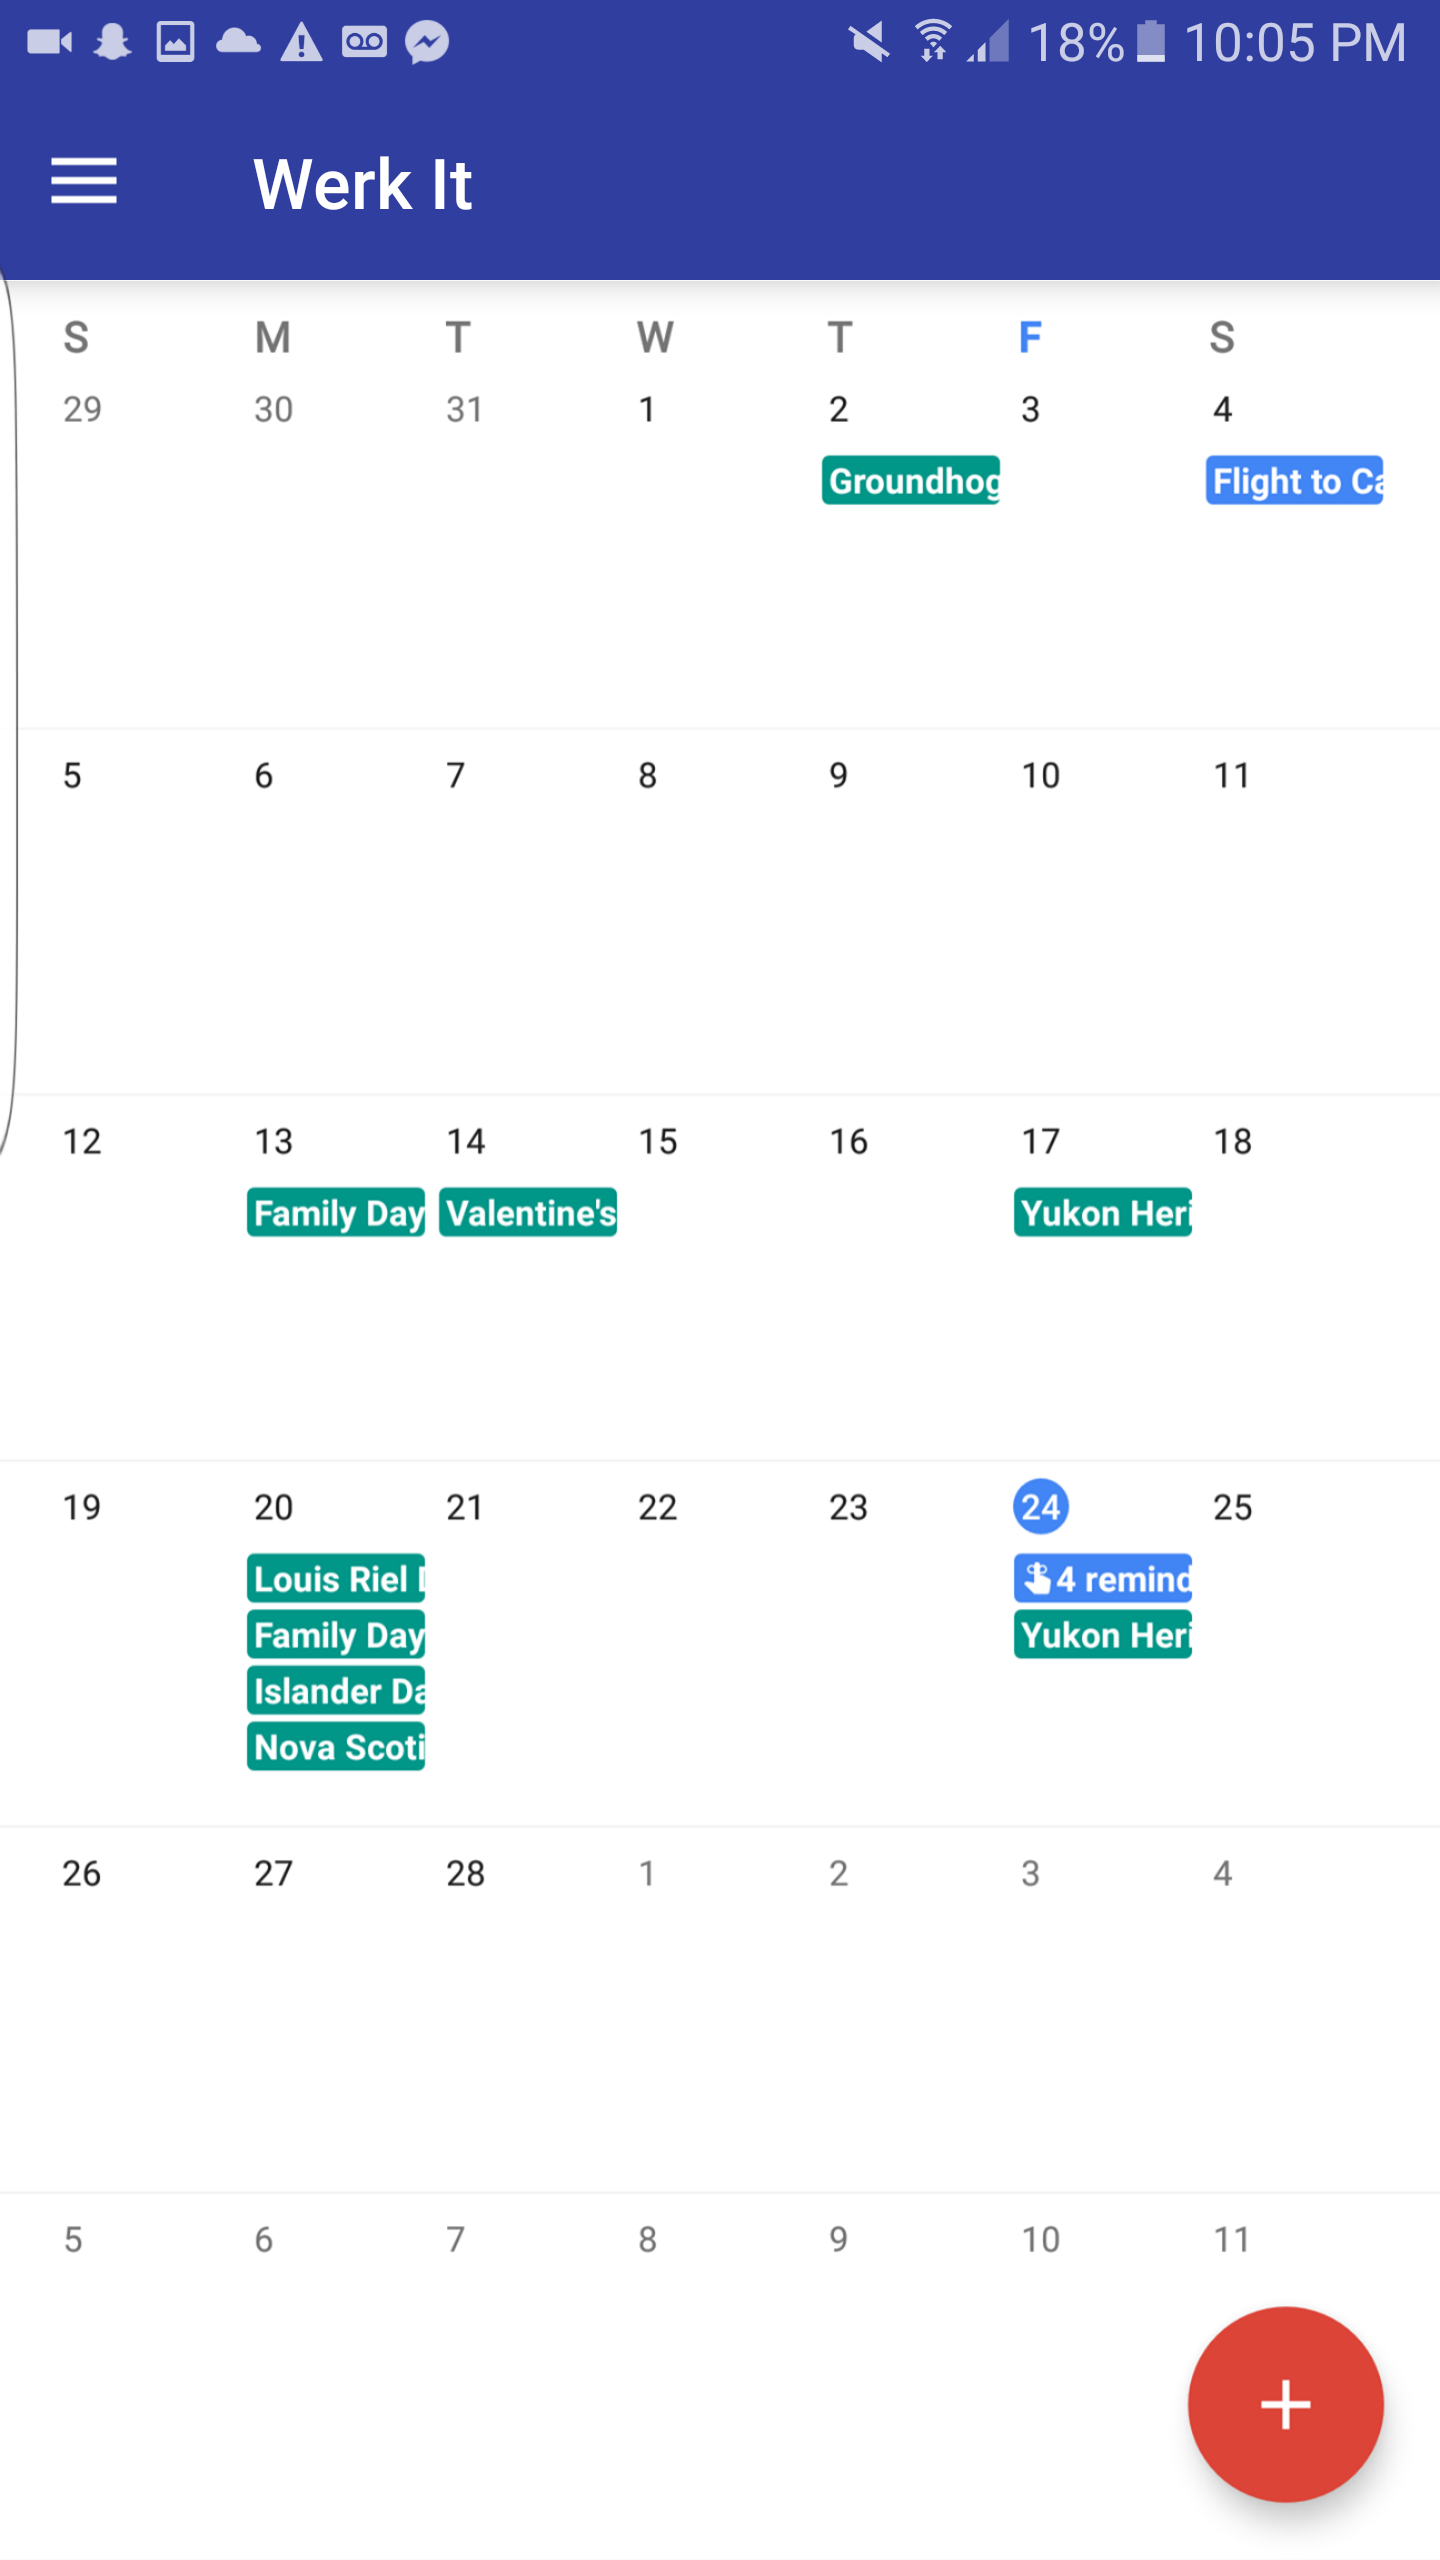 18% 10:05 PM
Werk It
S M T W T F S
29 30 31 1 2 3 4
Groundhog Flight to Ca
5 6 7 8 9 10 11
12 13 14 15 16 17 18
Family Day Valentine's Yukon Heri
19 20 21 22 23 24 25
Louis Riel D 4 remind
Family Day Yukon Heri
Islander Da
Nova Scoti
26 27 28 1 2 3 4
5 6 7 8 9 10 11
+